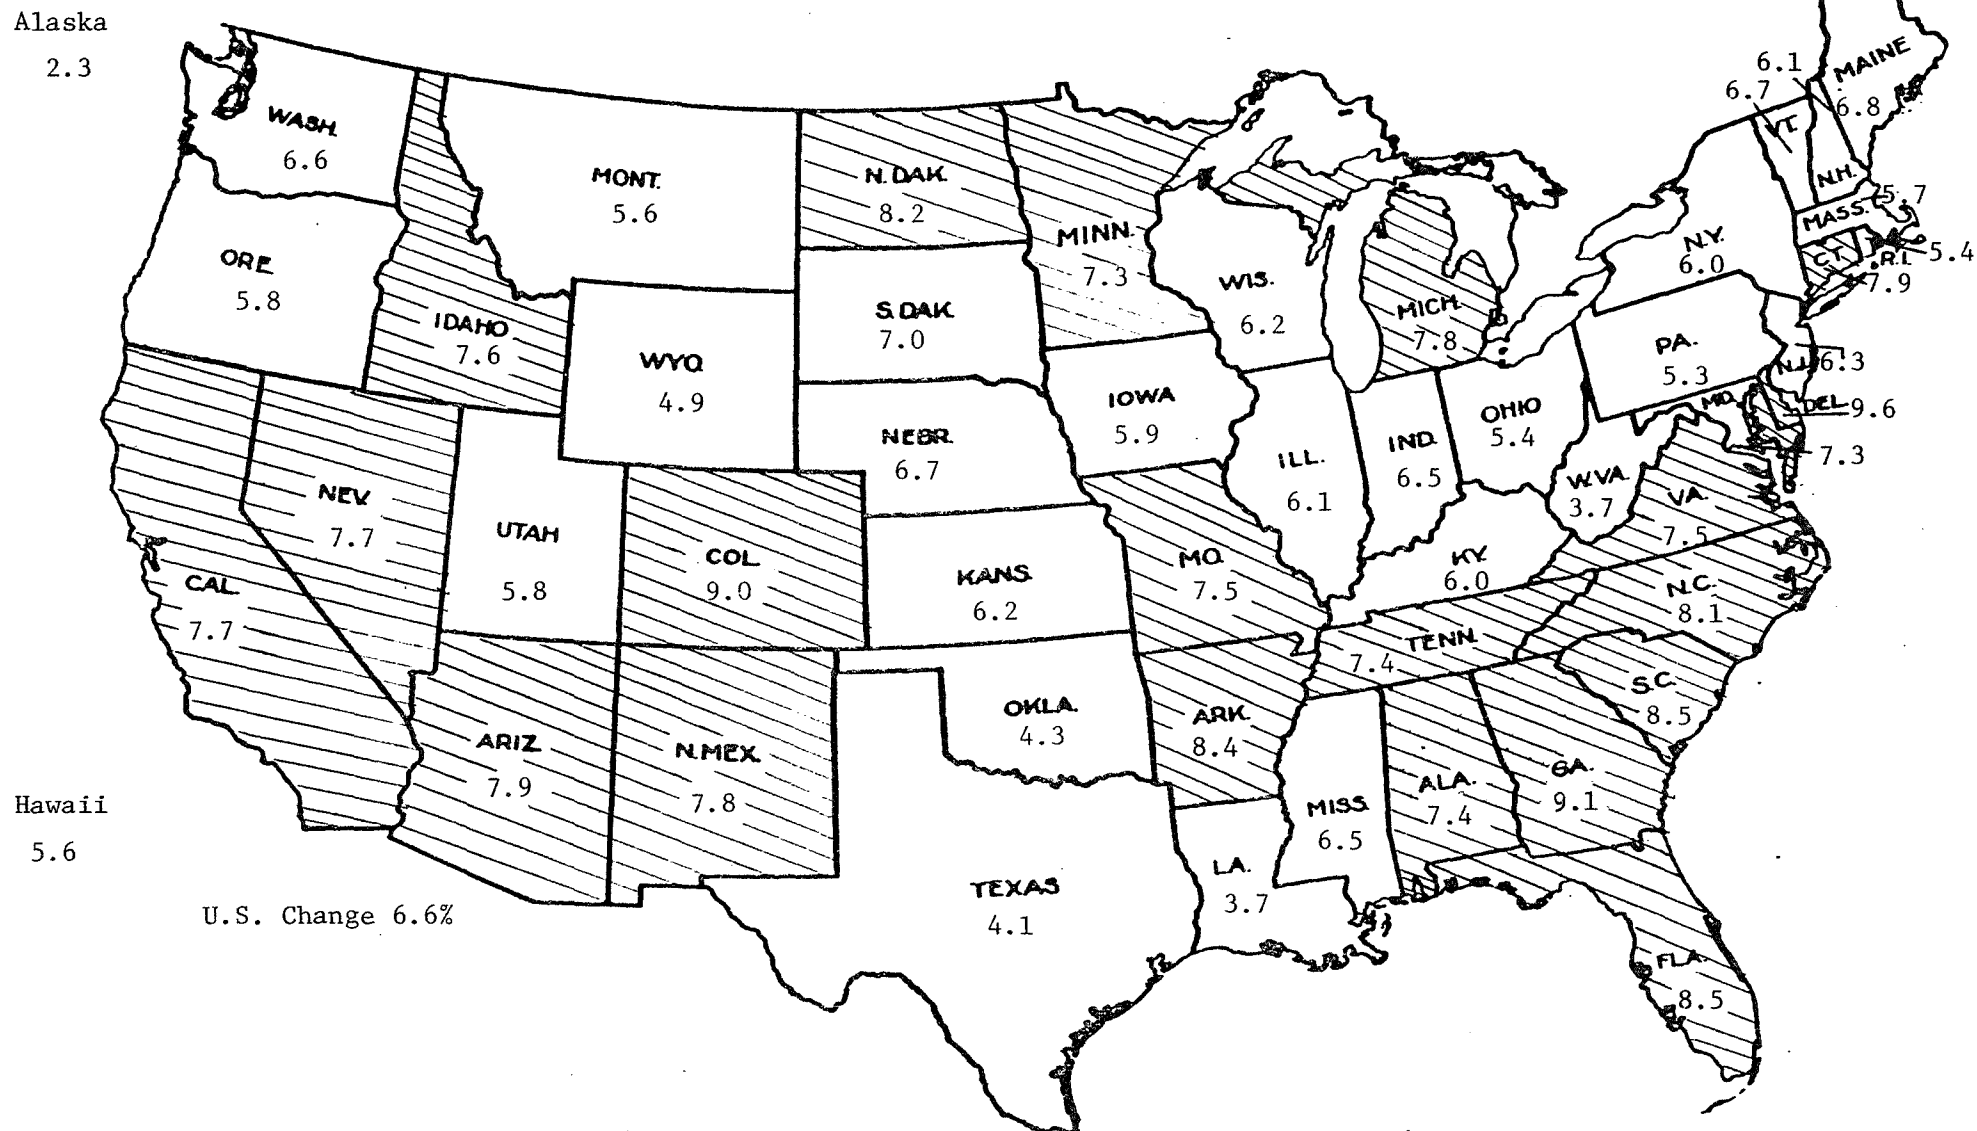 Alaska
2.3
WASH.
6.6
ORE
5.8
IDAHO
7.6
MONT.
5.6
WYO.
4.9
N.DAK.
8.2
S.DAK.
7.0
NEBR.
6.7
MINN.
7.3
WIS.
6.2
MICH.
7.8
IOWA
5.9
ILL.
6.1
IND.
6.5
OHIO
5.4
PA.
5.3
N.Y.
6.0
6.1
6.7
VT.
N.H.
MAINE
6.8
MASS.
5.7
C.T.
R.I.
5.4
7.9
N.J.
6.3
MD.
DEL.
9.6
7.3
W.VA.
3.7
VA.
7.5
KY.
6.0
N.C.
8.1
TENN.
7.4
S.C.
8.5
CAL.
7.7
NEV.
7.7
UTAH
5.8
COL.
9.0
KANS.
6.2
MO.
7.5
ARIZ.
7.9
N.MEX.
7.8
OKLA.
4.3
ARK.
8.4
TEXAS
4.1
LA.
3.7
MISS.
6.5
ALA.
7.4
GA.
9.1
FLA.
8.5
Hawaii
5.6
U.S. Change 6.6%